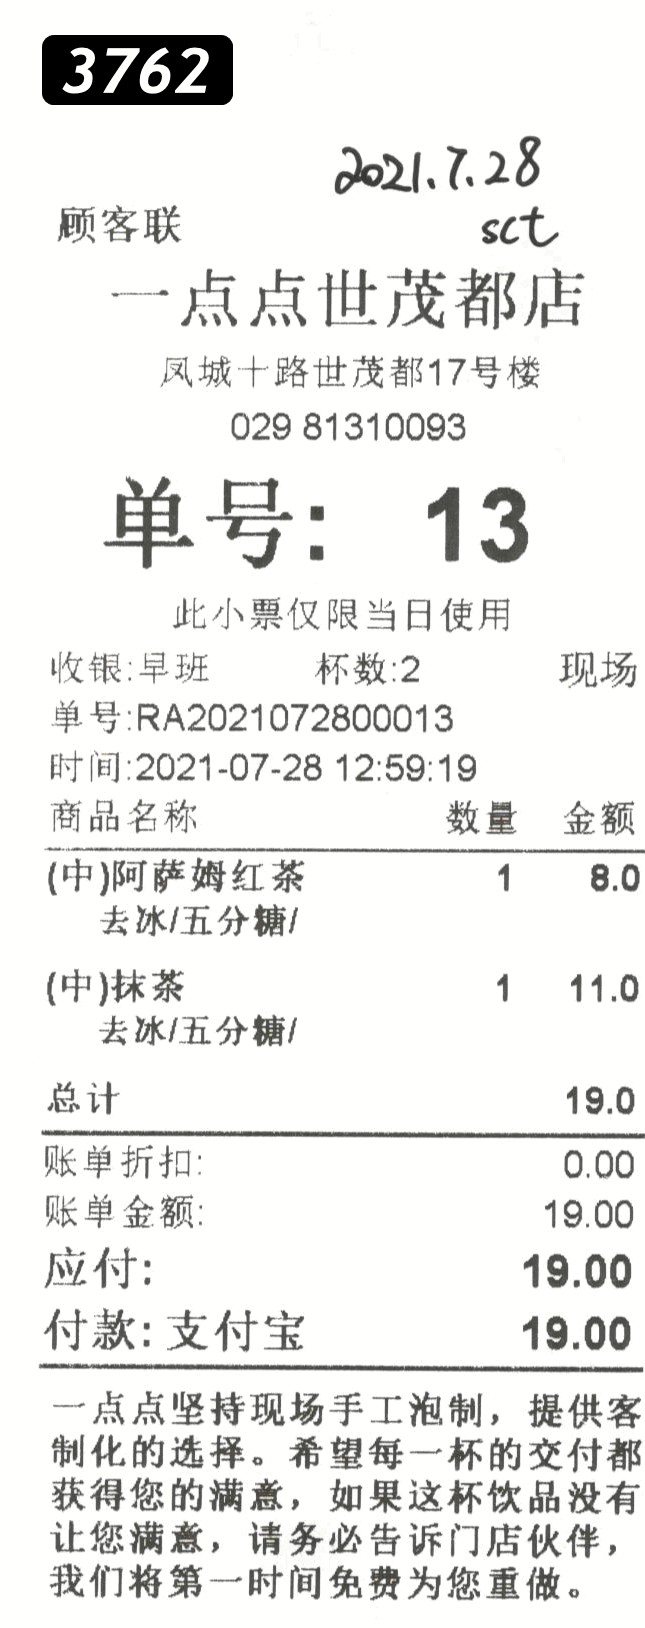 3762
2021.7.28
顾客联
sct
一点点世茂都店
凤城十路世茂都17号楼
029 81310093
单号: 13
此小票仅限当日使用
收银:早班 杯数:2 现场
单号:RA2021072800013
时间:2021-07-28 12:59:19
商品名称 数量 金额
(中)阿萨姆红茶 1 8.0
去冰/五分糖/
(中)抹茶 1 11.0
去冰/五分糖/
总计 19.0
账单折扣: 0.00
账单金额: 19.00
应付: 19.00
付款: 支付宝 19.00
一点点坚持现场手工泡制，提供客
制化的选择。希望每一杯的交付都
获得您的满意，如果这杯饮品没有
让您满意，请务必告诉门店伙伴，
我们将第一时间免费为您重做。